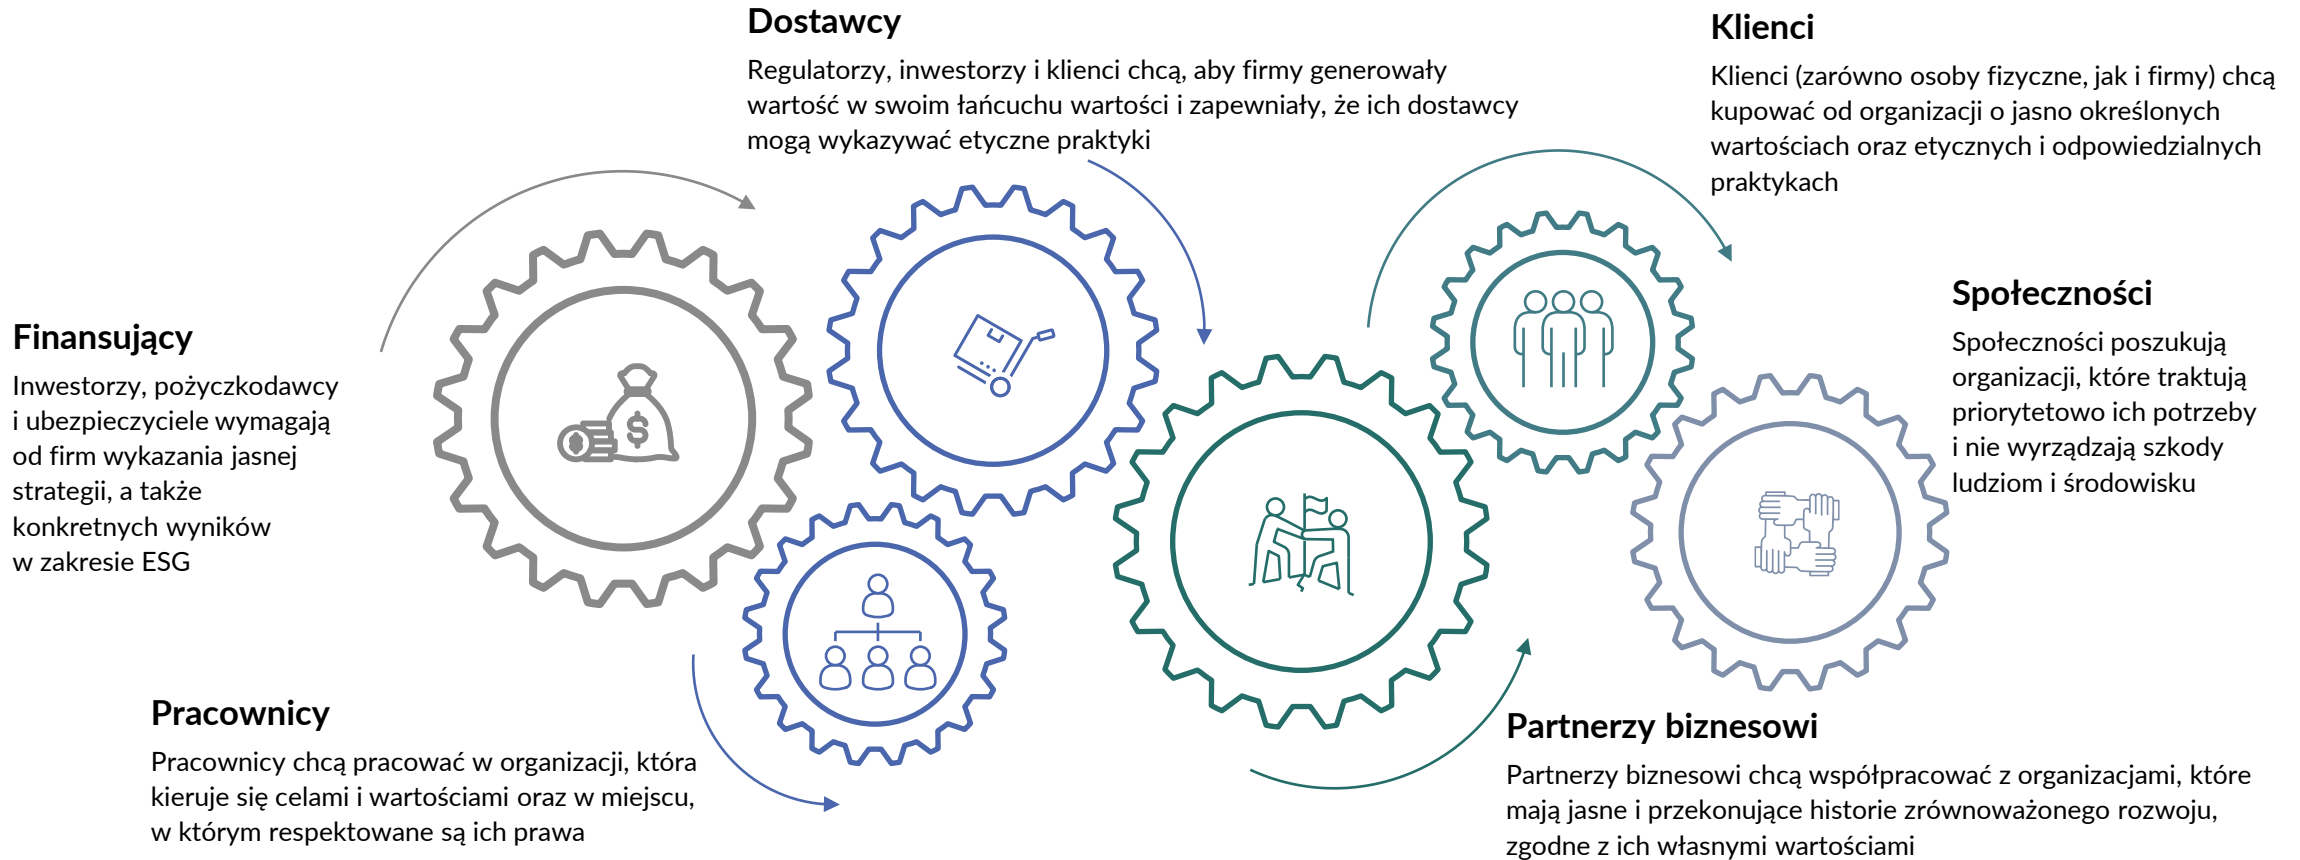 Dostawcy
Regulatorzy, inwestorzy i klienci chcą, aby firmy generowały
wartość w swoim łańcuchu wartości i zapewniały, że ich dostawcy
mogą wykazywać etyczne praktyki
Klienci
Klienci (zarówno osoby fizyczne, jak i firmy) chcą
kupować od organizacji o jasno określonych
wartościach oraz etycznych i odpowiedzialnych
praktykach
Finansujący
Inwestorzy, pożyczkodawcy
i ubezpieczyciele wymagają
od firm wykazania jasnej
strategii, a także
konkretnych wyników
w zakresie ESG
Społeczności
Społeczności poszukują
organizacji, które traktują
priorytetowo ich potrzeby
i nie wyrządzają szkody
ludziom i środowisku
$
$
Pracownicy
Pracownicy chcą pracować w organizacji, która
kieruje się celami i wartościami oraz w miejscu,
w którym respektowane są ich prawa
Partnerzy biznesowi
Partnerzy biznesowi chcą współpracować z organizacjami, które
mają jasne i przekonujące historie zrównoważonego rozwoju,
zgodne z ich własnymi wartościami